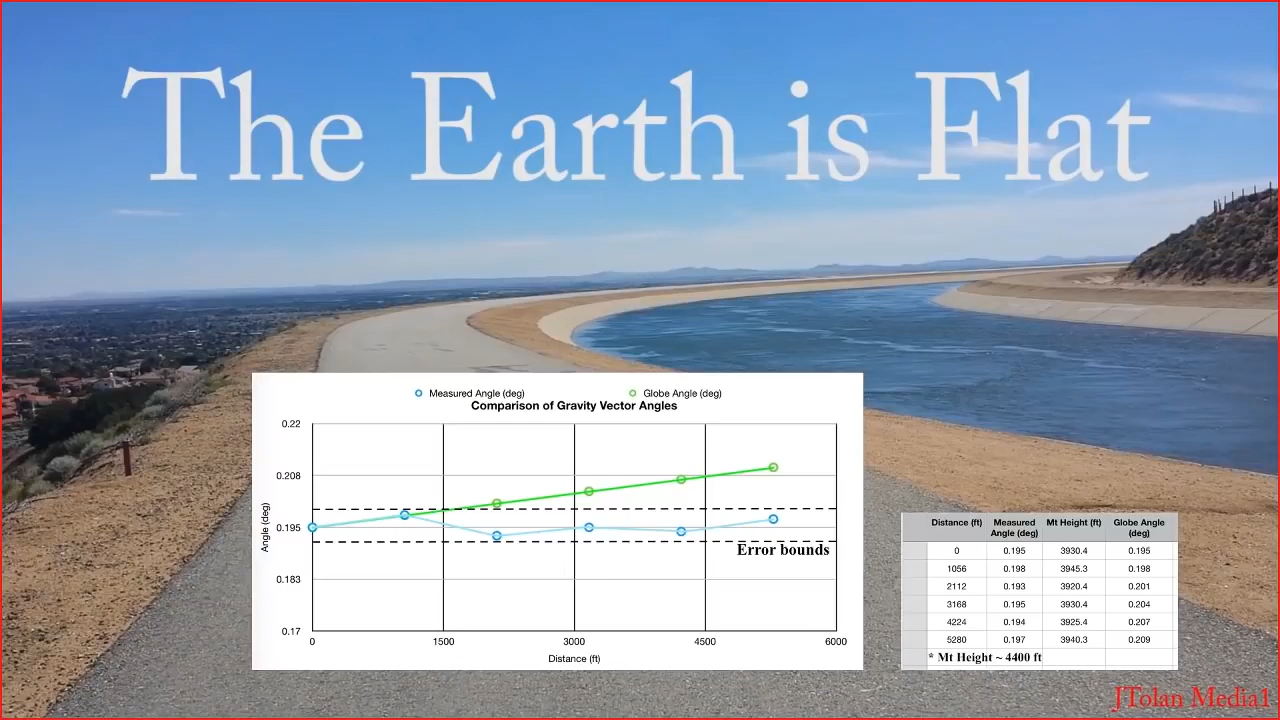 The Earth is Flat
Measured Angle (deg) Globe Angle (deg)
Comparison of Gravity Vector Angles
0.22
0.208
0.195
0.183
0.17
Angle (deg)
Error bounds
0 1500 3000 4500 6000
Distance (ft)
Distance (ft) Measured Angle (deg) Mt Height (ft) Globe Angle (deg)
0 0.195 3930.4 0.195
1056 0.198 3945.3 0.198
2112 0.193 3920.4 0.201
3168 0.195 3930.4 0.204
4224 0.194 3925.4 0.207
5280 0.197 3940.3 0.209
* Mt Height ~ 4400 ft
JTolan Media1